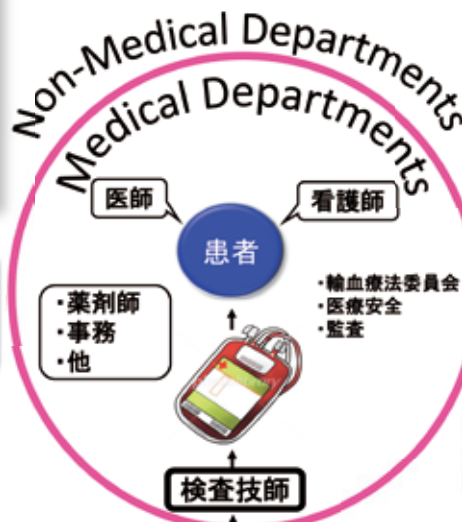 Non-Medical Departments
Medical Departments
医師
看護師
患者
・薬剤師
・事務
・他
・輸血療法委員会
・医療安全
・監査
検査技師